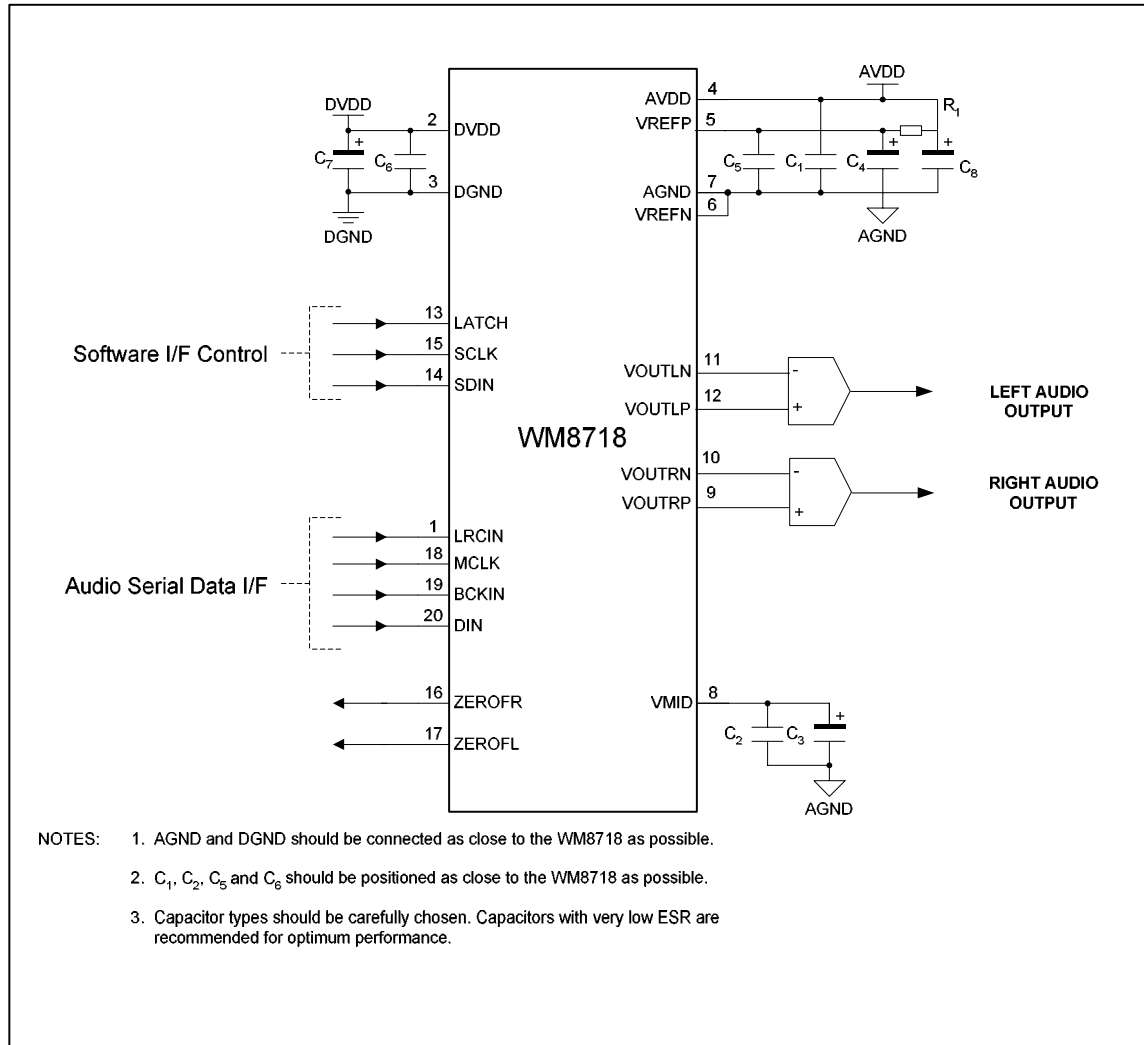 DVDD
2
DVDD
C7
+
C6
3
DGND
DGND
AVDD
AVDD
4
R1
VREFP
5
C5
C1
C4
+
+
C8
AGND
7
VREFN
6
AGND
Software I/F Control
13
LATCH
15
SCLK
14
SDIN
WM8718
VOUTLN
11
-
VOUTLP
12
+
LEFT AUDIO
OUTPUT
VOUTRN
10
-
VOUTRP
9
+
RIGHT AUDIO
OUTPUT
Audio Serial Data I/F
1
LRCIN
18
MCLK
19
BCKIN
20
DIN
16
ZEROFR
17
ZEROFL
VMID
8
C2
C3
+
AGND
NOTES: 1. AGND and DGND should be connected as close to the WM8718 as possible.
2. C1, C2, C5 and C6 should be positioned as close to the WM8718 as possible.
3. Capacitor types should be carefully chosen. Capacitors with very low ESR are
recommended for optimum performance.